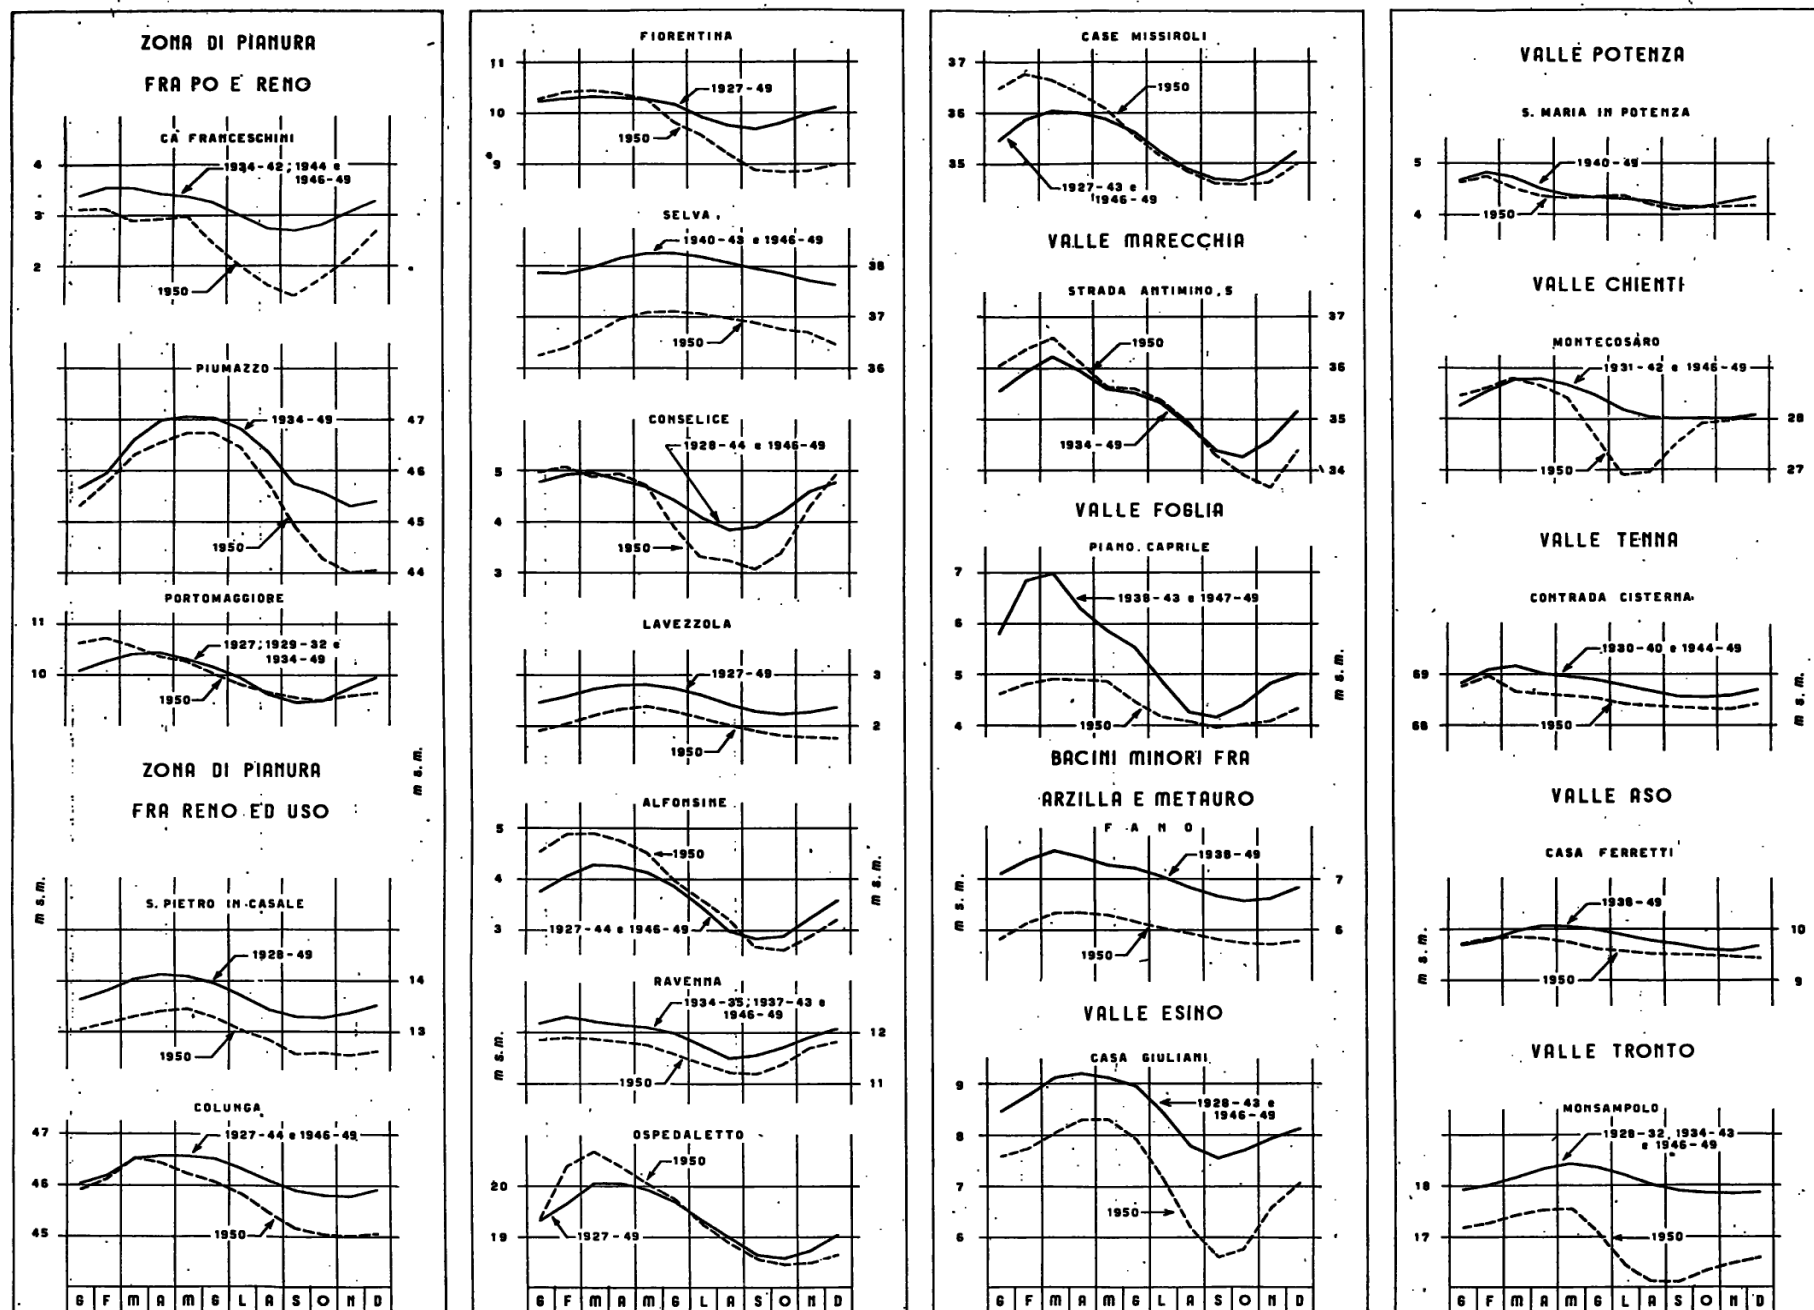 ZONA DI PIANURA
FRA PO E RENO
CA FRANCESCHINI
4
1934-42; 1944 e
1946-49
3
2
1950
PIUMAZZO
47
1934-49
46
45
1950
44
PORTOMAGGIORE
11
1927; 1929-32 e
1934-49
10
1950
ZONA DI PIANURA
m s.m.
FRA RENO ED USO
m s.m.
S. PIETRO IN CASALE
1928-49
14
13
1950
COLUNGA
47
1927-44 e 1946-49
46
45
1950
G F M A M G L A S O N D
FIORENTINA
11
1927-49
10
1950
9
SELVA
1940-43 e 1946-49
38
37
1950
36
CONSELICE
1928-44 e 1946-49
5
4
1950
3
LAVEZZOLA
1927-49
3
2
1950
ALFONSINE
5
1950
4
m s.m.
3
1927-44 e 1946-49
RAVENNA
1934-35; 1937-43 e
1946-49
12
m s.m.
1950
11
OSPEDALETTO
1950
20
19
1927-49
G F M A M G L A S O N D
CASE MISSIROLI
37
1950
36
35
1927-43 e
1946-49
VALLE MARECCHIA
STRADA ANTIMINO, S
37
1950
36
35
1934-49
34
VALLE FOGLIA
PIANO CAPRILE
7
1938-43 e 1947-49
6
5
m s.m.
4
1950
BACINI MINORI FRA
ARZILLA E METAURO
FANO
1938-49
7
m s.m.
6
1950
VALLE ESINO
CASA GIULIANI
9
1928-43 e
1946-49
8
7
1950
6
G F M A M G L A S O N D
VALLE POTENZA
S. MARIA IN POTENZA
5
1940-49
4
1950
VALLE CHIENTI
MONTECOSARO
1931-42 e 1946-49
28
1950
27
VALLE TENNA
CONTRADA CISTERNA
1930-40 e 1944-49
69
m s.m.
68
1950
VALLE ASO
CASA FERRETTI
1938-49
10
m s.m.
1950
9
VALLE TRONTO
MONSAMPOLO
1928-32, 1934-43
e 1946-49
18
17
1950
G F M A M G L A S O N D